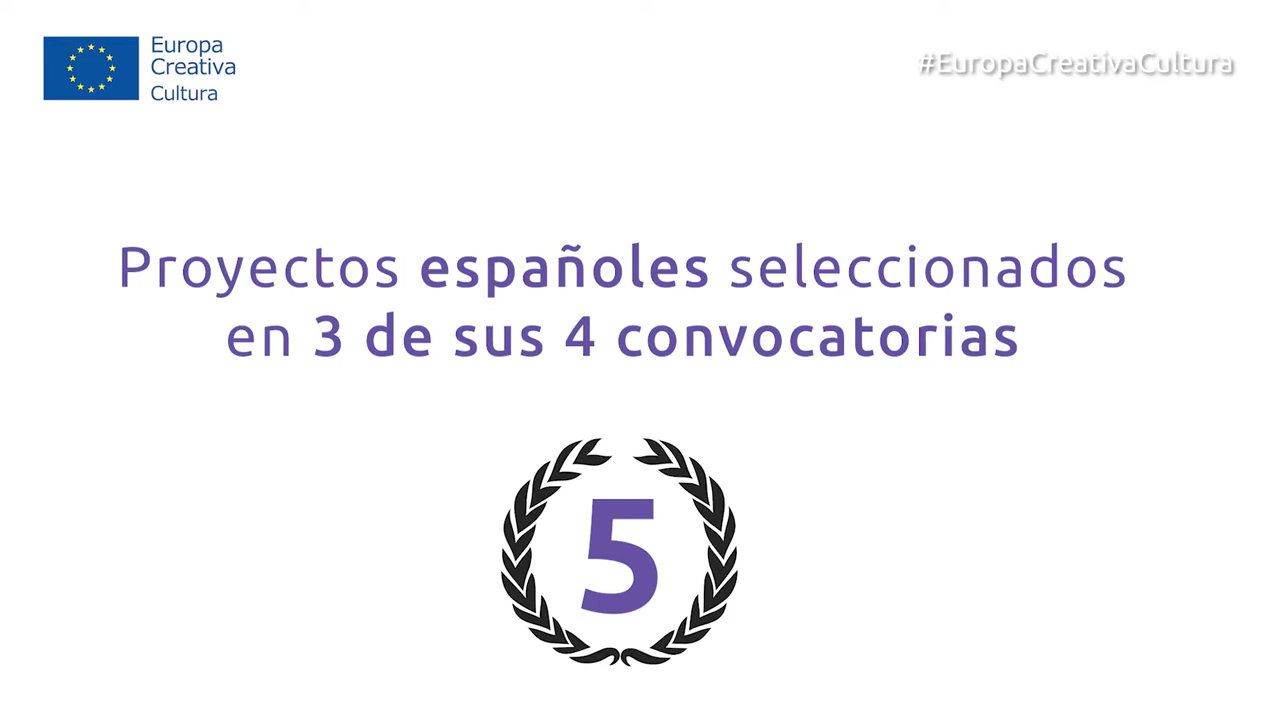 Europa
Creativa
Cultura
#EuropaCreativaCultura
Proyectos españoles seleccionados
en 3 de sus 4 convocatorias
5